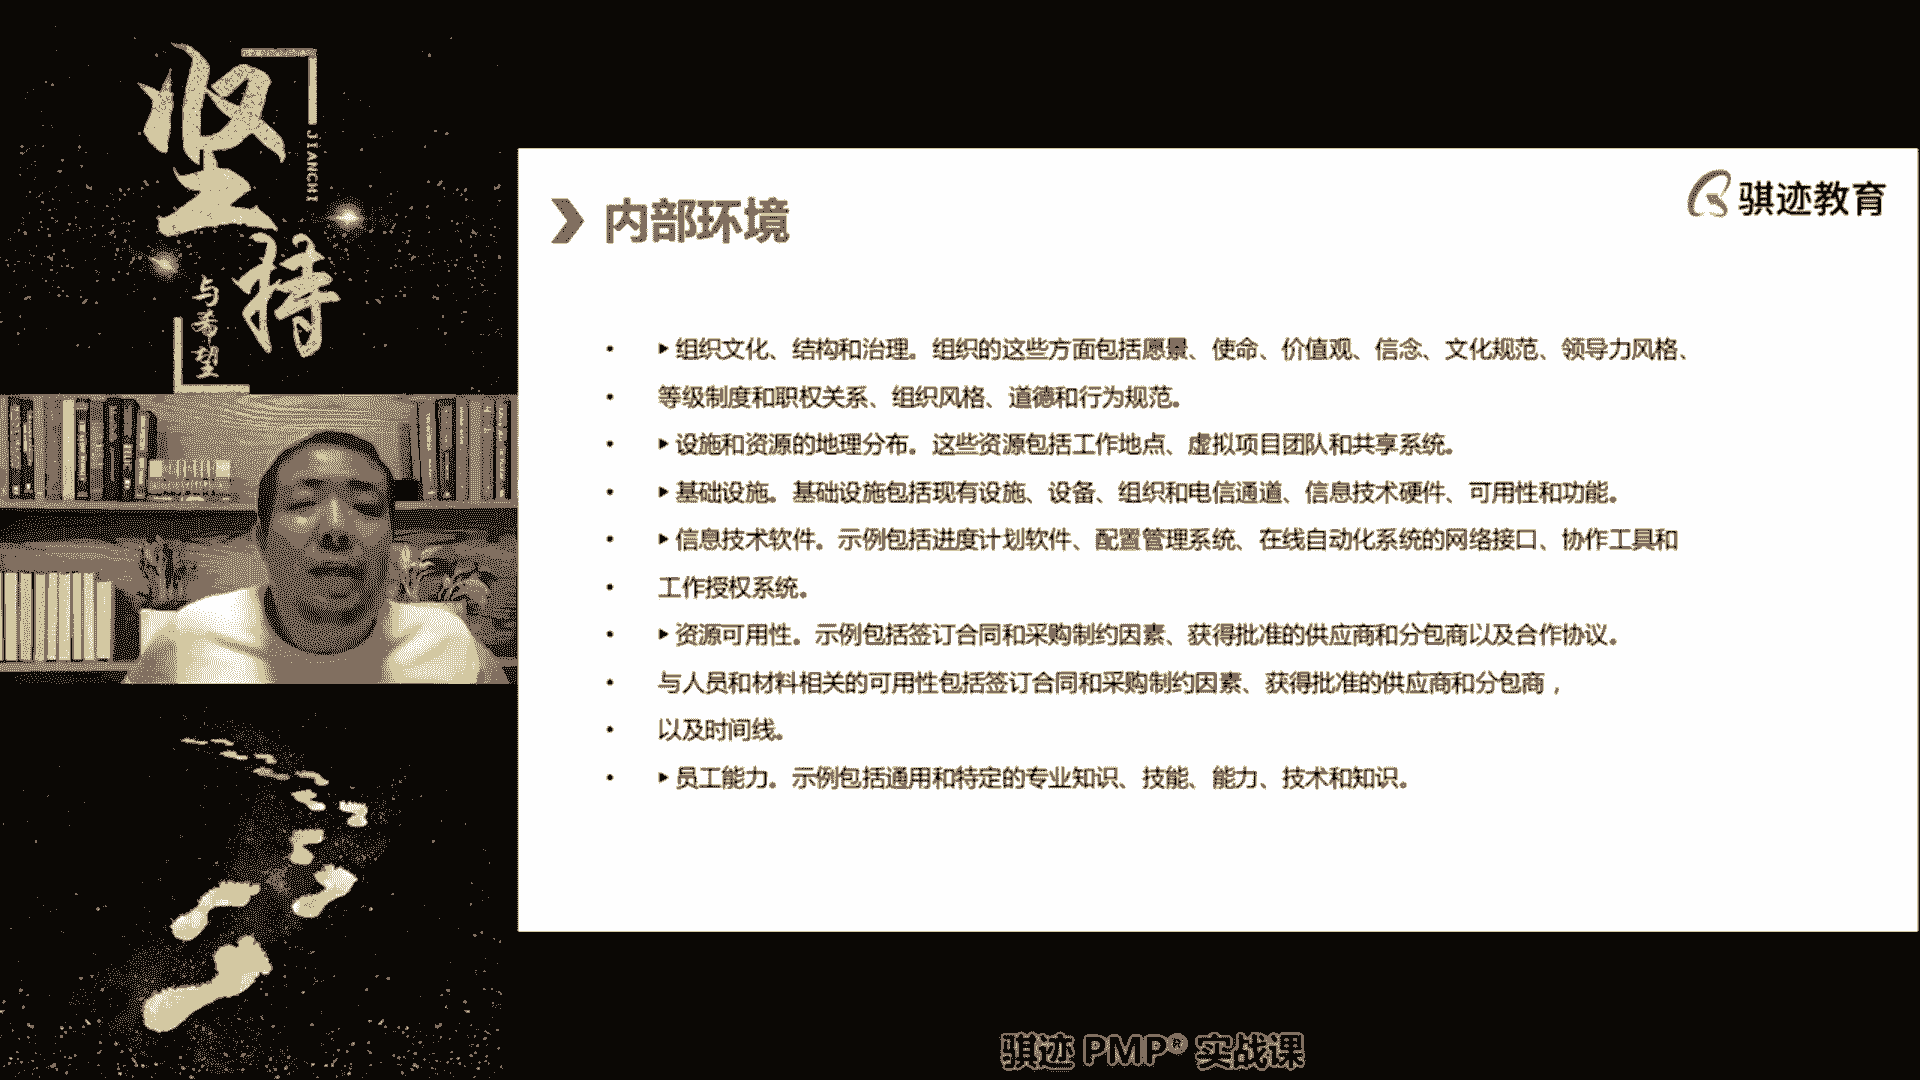 坚持
JIANCHI
与希望
骐迹教育
内部环境
• ▶组织文化、结构和治理。组织的这些方面包括愿景、使命、价值观、信念、文化规范、领导力风格、
• 等级制度和职权关系、组织风格、道德和行为规范。
• ▶设施和资源的地理分布。这些资源包括工作地点、虚拟项目团队和共享系统。
• ▶基础设施。基础设施包括现有设施、设备、组织和电信通道、信息技术硬件、可用性和功能。
• ▶信息技术软件。示例包括进度计划软件、配置管理系统、在线自动化系统的网络接口、协作工具和
• 工作授权系统。
• ▶资源可用性。示例包括签订合同和采购制约因素、获得批准的供应商和分包商以及合作协议。
• 与人员和材料相关的可用性包括签订合同和采购制约因素、获得批准的供应商和分包商，
• 以及时间线。
• ▶员工能力。示例包括通用和特定的专业知识、技能、能力、技术和知识。
骐迹 PMP® 实战课